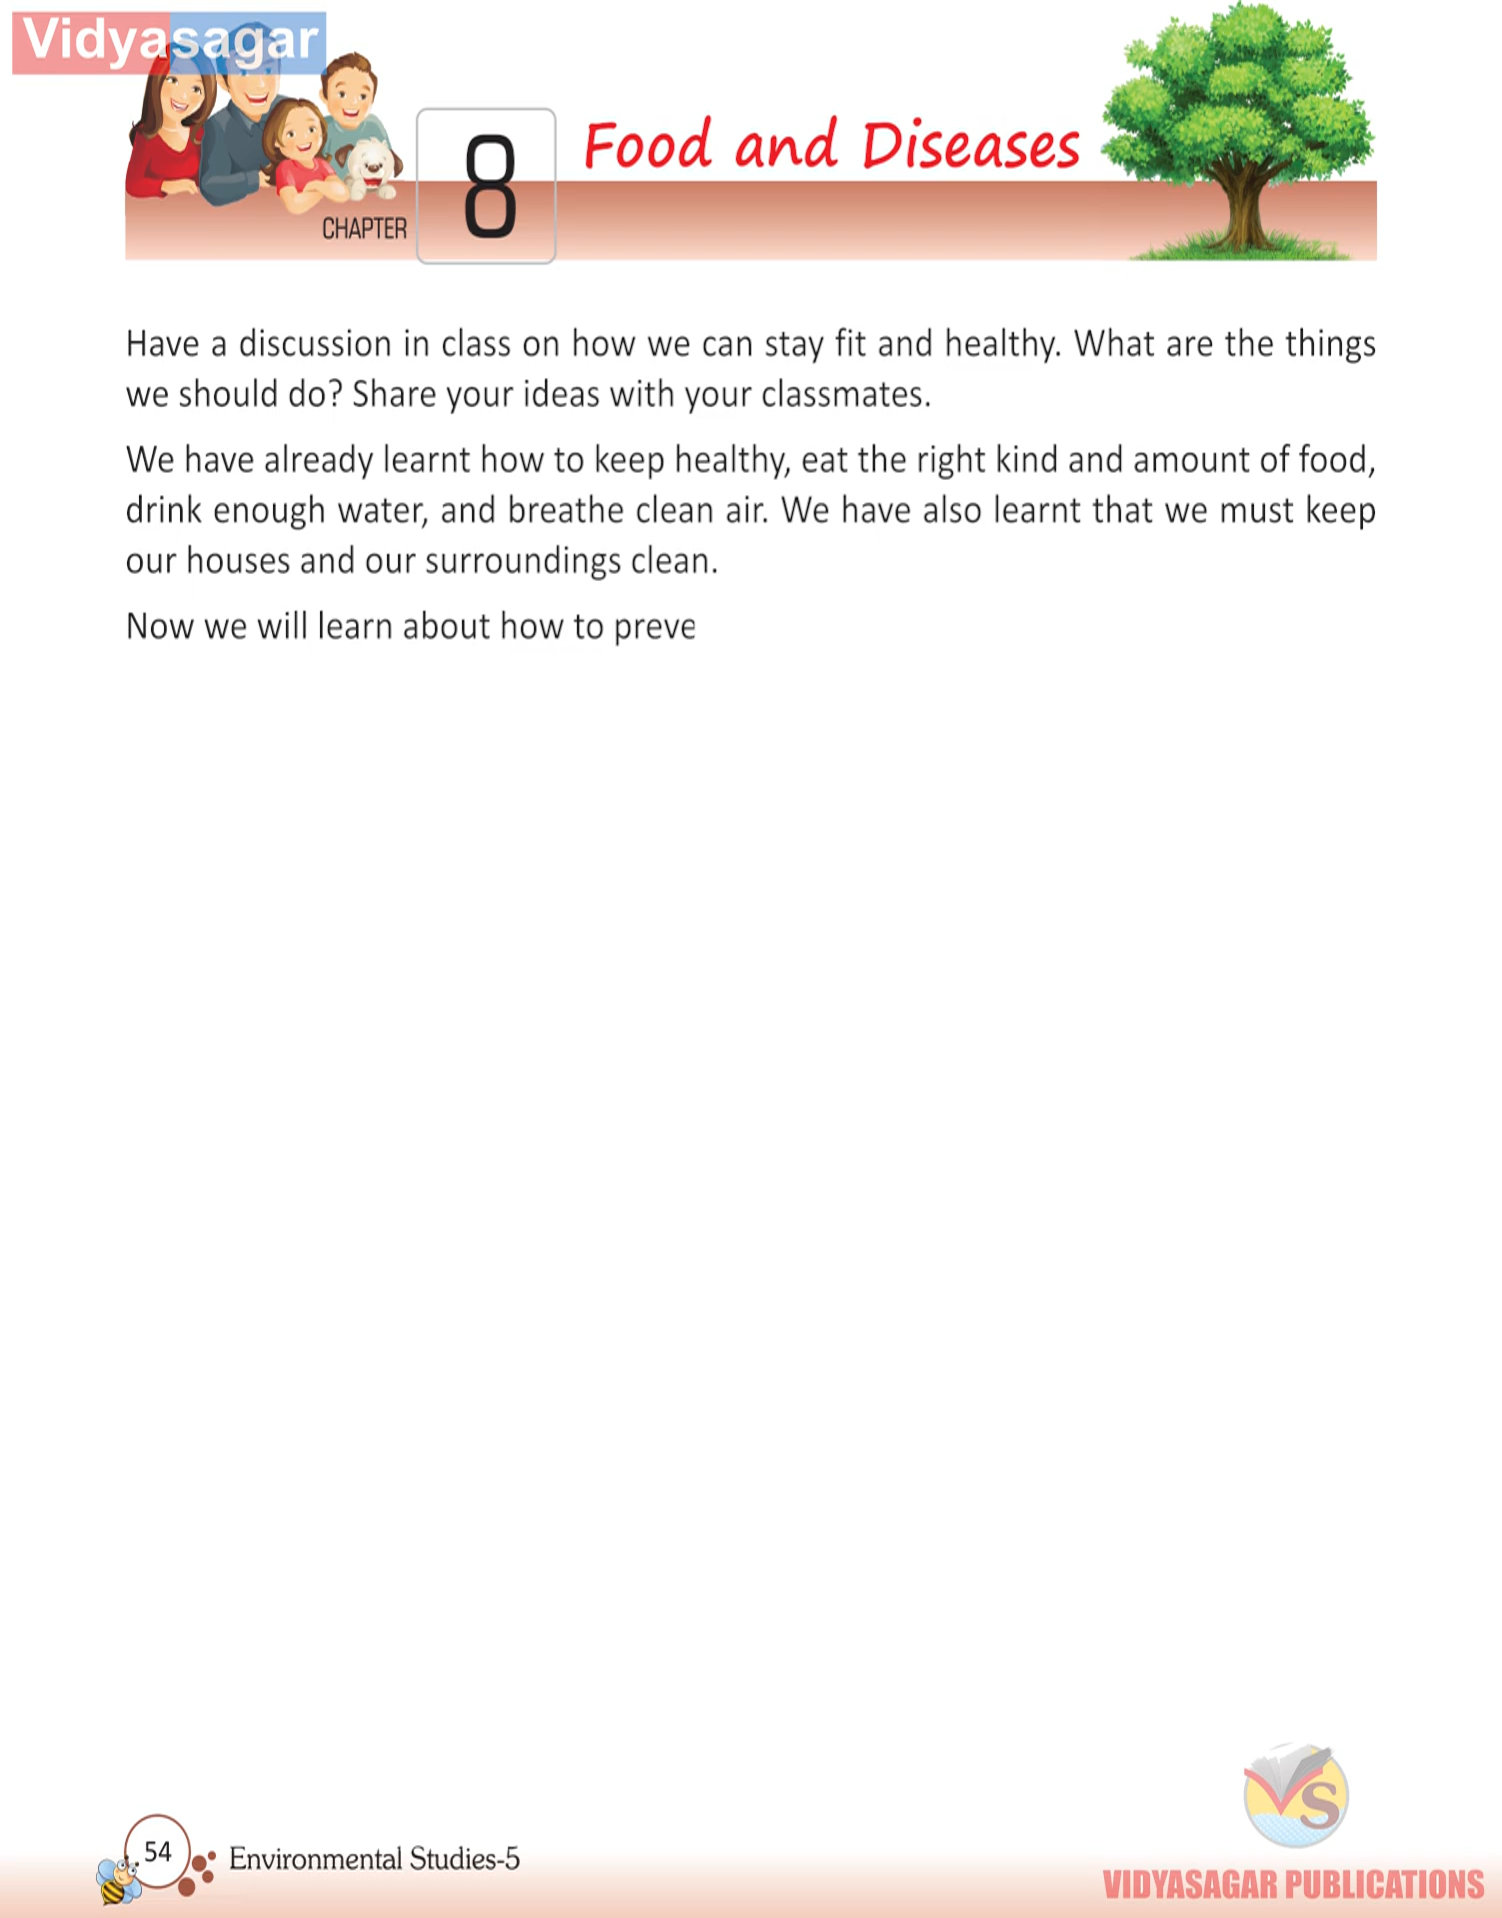 Vidyasagar
CHAPTER
8
Food and Diseases
Have a discussion in class on how we can stay fit and healthy. What are the things
we should do? Share your ideas with your classmates.
We have already learnt how to keep healthy, eat the right kind and amount of food,
drink enough water, and breathe clean air. We have also learnt that we must keep
our houses and our surroundings clean.
Now we will learn about how to preve
54
Environmental Studies-5
VS
VIDYASAGAR PUBLICATIONS